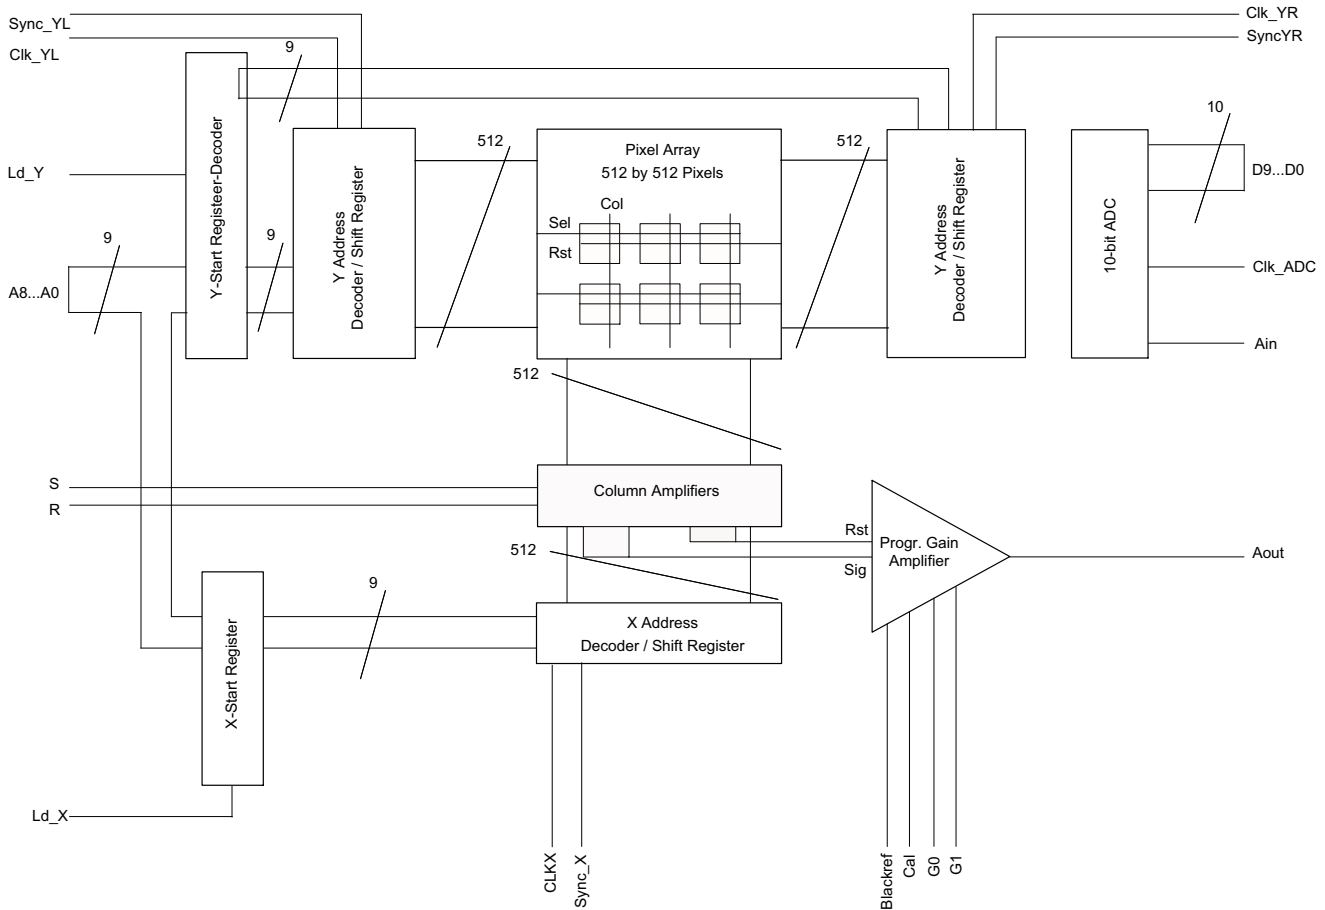 Sync_YL
Clk_YL
Clk_YR
SyncYR
9
Ld_Y
9
A8...A0
Y-Start Registeer-Decoder
9
Y Address
Decoder / Shift Register
512
Pixel Array
512 by 512 Pixels
Col
Sel
Rst
512
Y Address
Decoder / Shift Register
10-bit ADC
10
D9...D0
Clk_ADC
Ain
512
S
R
Column Amplifiers
512
Rst
Sig
Progr. Gain
Amplifier
Aout
X-Start Register
9
X Address
Decoder / Shift Register
Ld_X
CLKX
Sync_X
Blackref
Cal
G0
G1